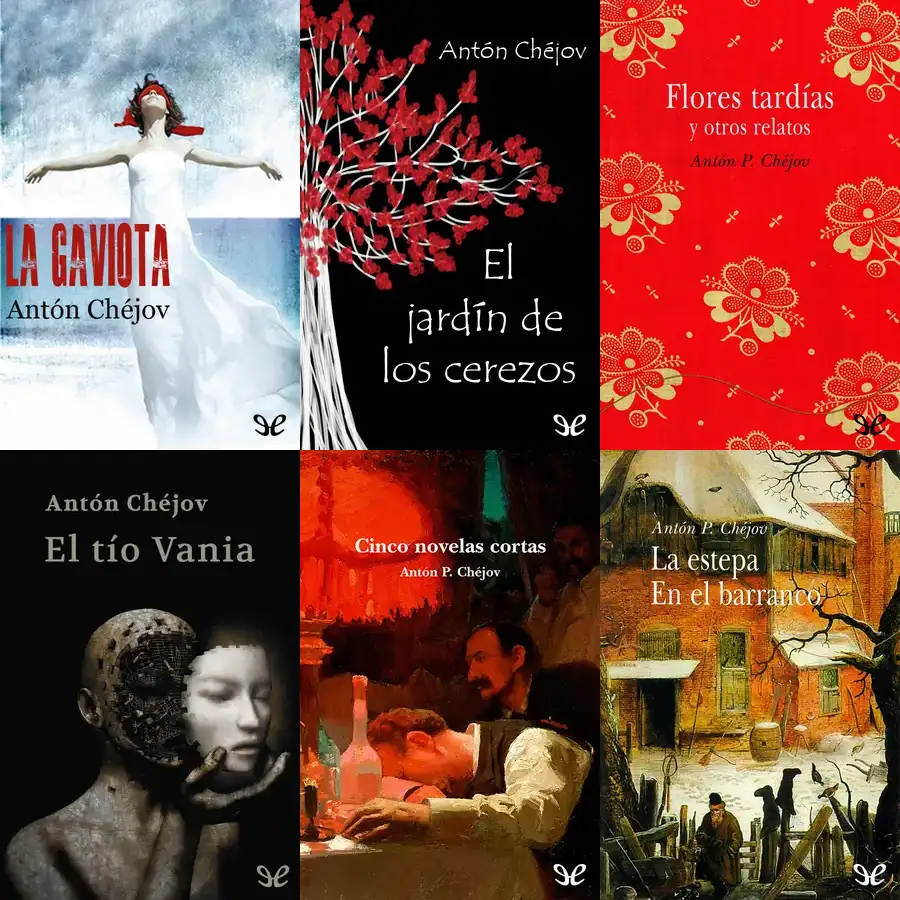 LA GAVIOTA
Antón Chéjov
Antón Chéjov
El
jardín de
los cerezos
Flores tardías
y otros relatos
Antón P. Chéjov
Antón Chéjov
El tío Vania
Cinco novelas cortas
Antón P. Chéjov
Antón P. Chéjov
La estepa
En el barranco